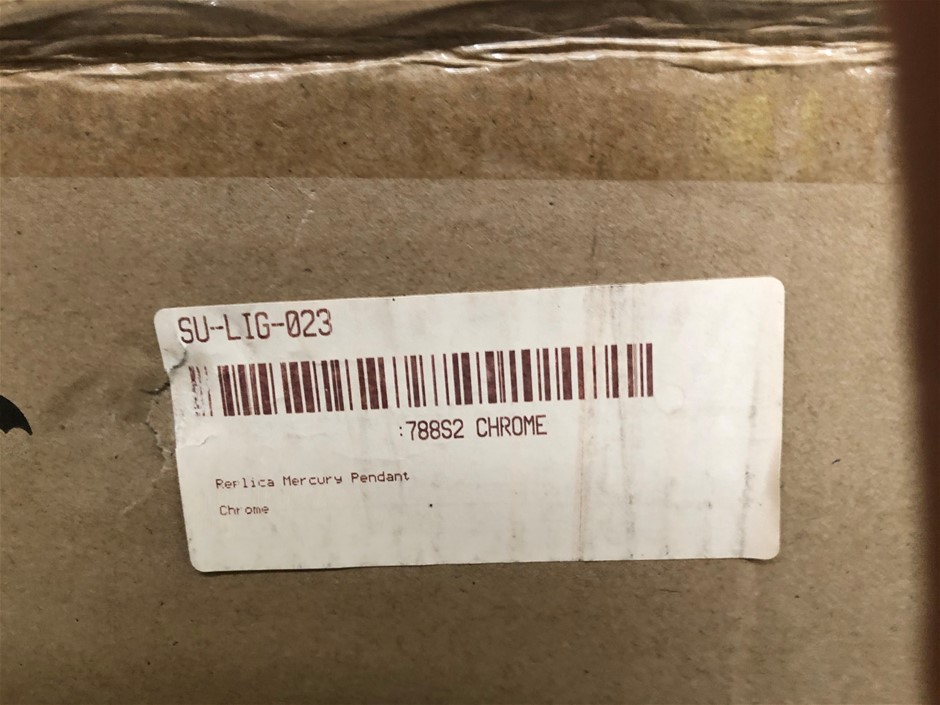 SU-LIG-023
:788S2 CHROME
Replica Mercury Pendant
Chrome